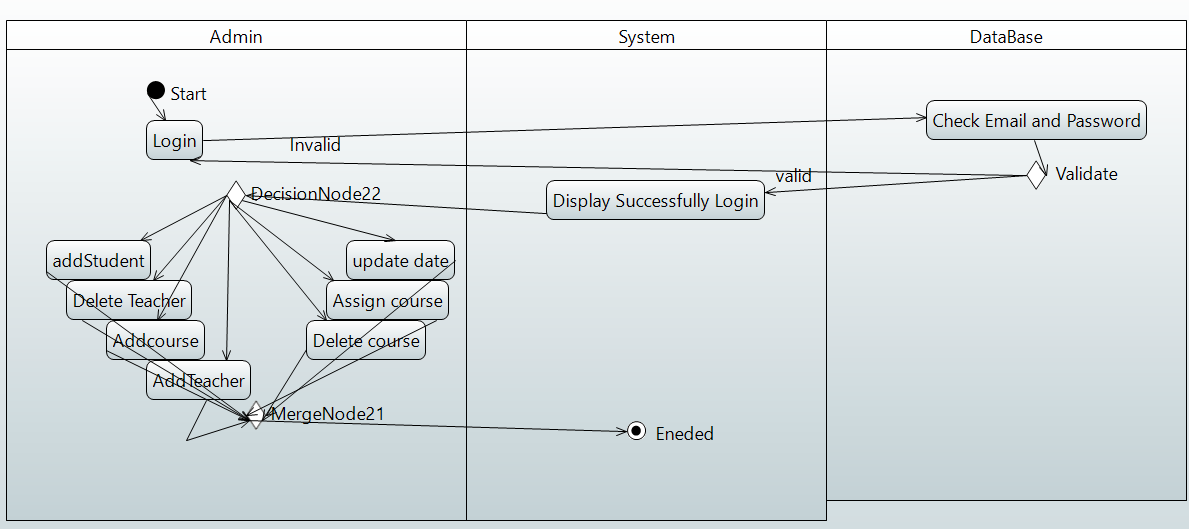 Admin
System
DataBase
Start
Login
Check Email and Password
Invalid
Validate
valid
DecisionNode22
Display Successfully Login
addStudent
update date
Delete Teacher
Assign course
Addcourse
Delete course
AddTeacher
MergeNode21
Eneded